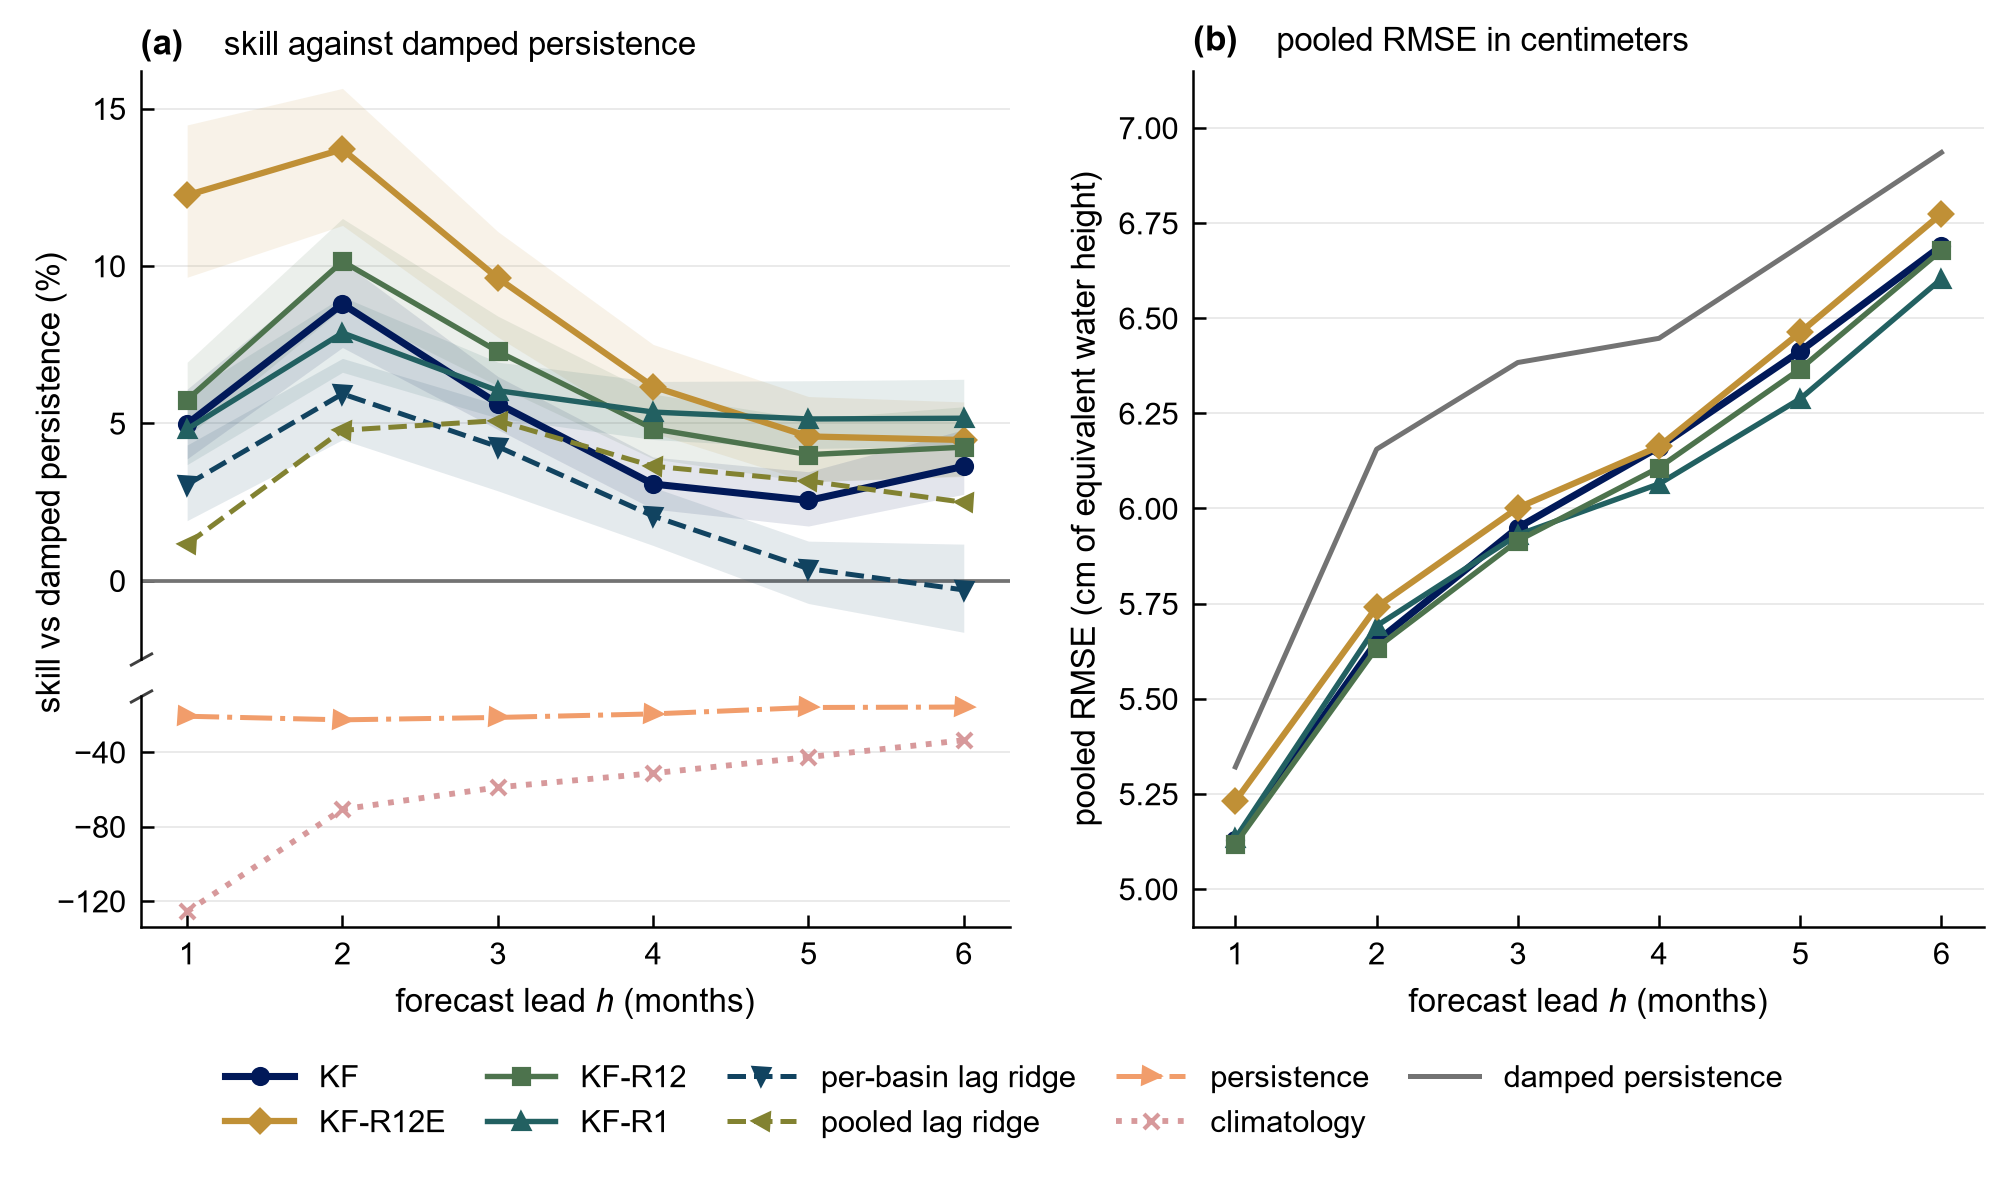 (a) skill against damped persistence
skill vs damped persistence (%)
15
10
5
0
−40
−80
−120
1 2 3 4 5 6
forecast lead h (months)
(b) pooled RMSE in centimeters
pooled RMSE (cm of equivalent water height)
7.00
6.75
6.50
6.25
6.00
5.75
5.50
5.25
5.00
1 2 3 4 5 6
forecast lead h (months)
KF KF-R12 per-basin lag ridge persistence damped persistence
KF-R12E KF-R1 pooled lag ridge climatology